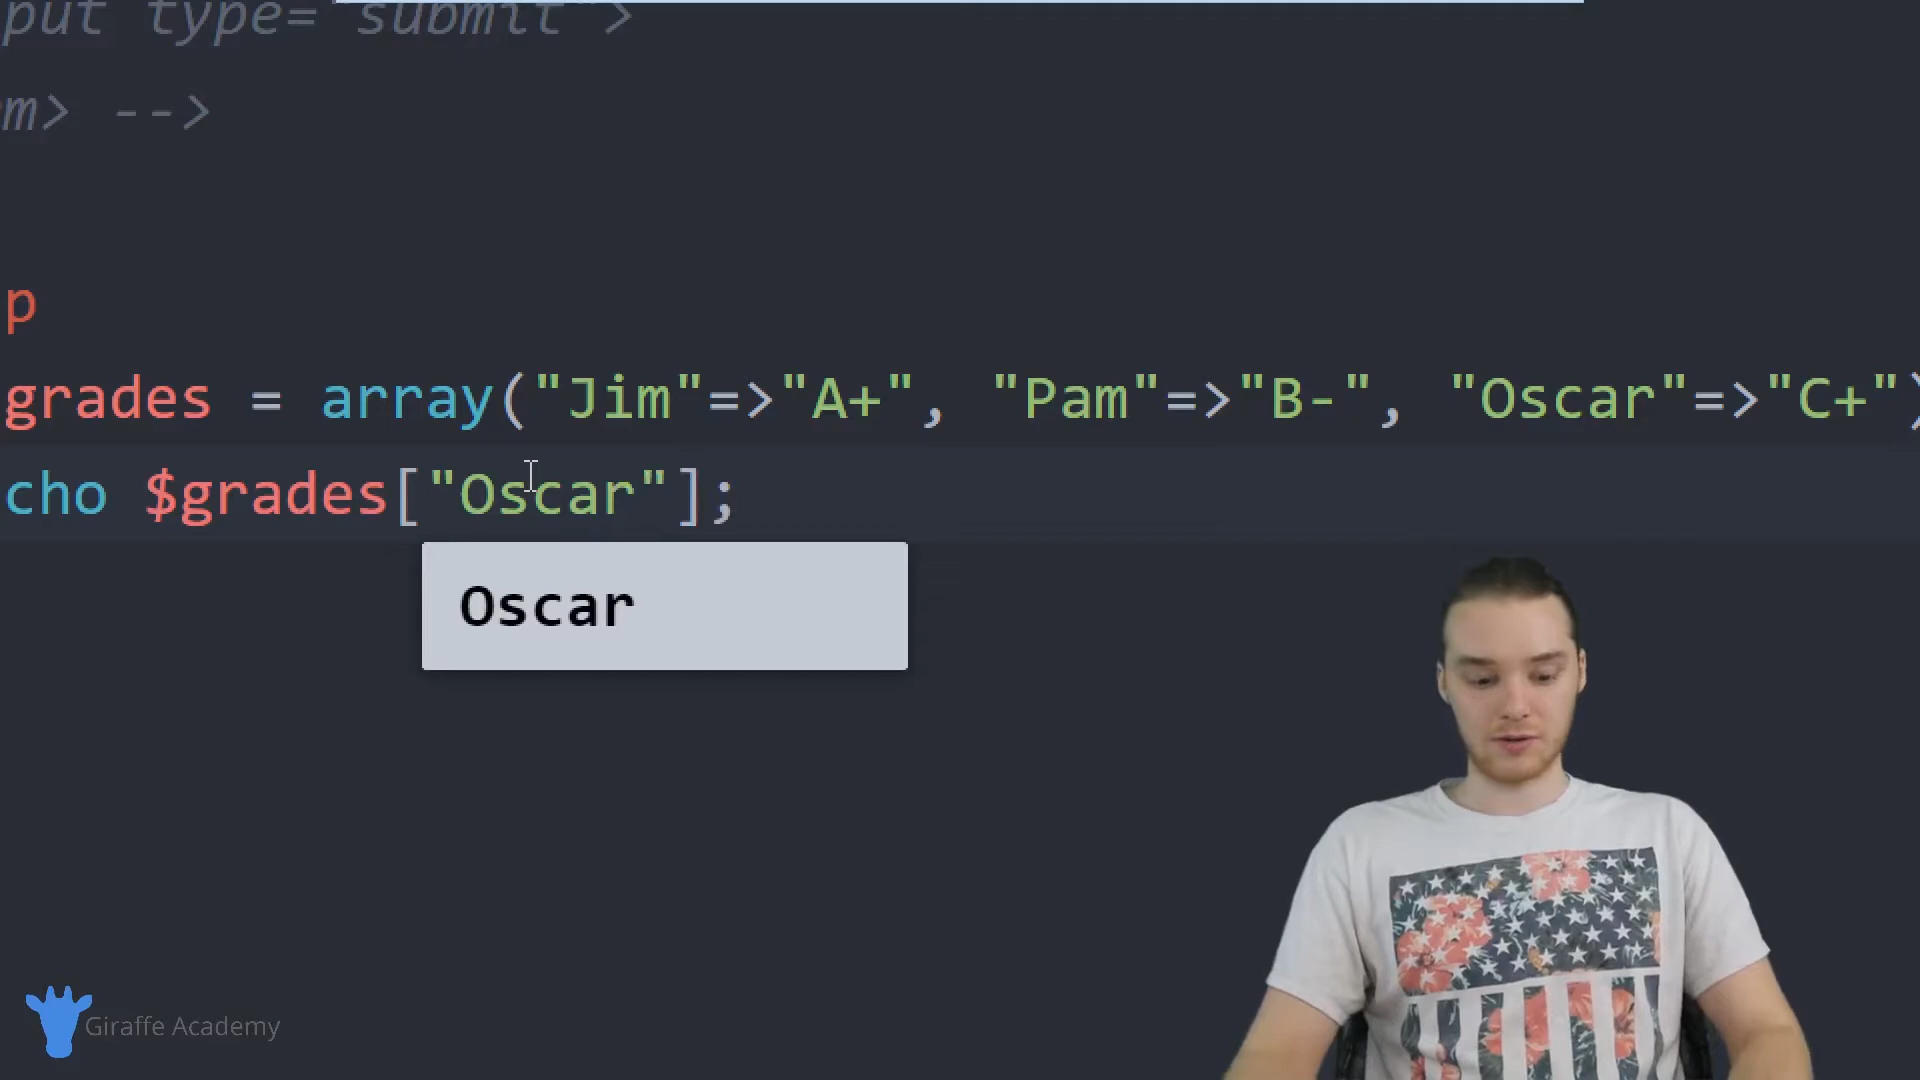 put type="submit">
m> -->
p
grades = array("Jim"=>"A+", "Pam"=>"B-", "Oscar"=>"C+")
cho $grades["Oscar"];
Oscar
Giraffe Academy